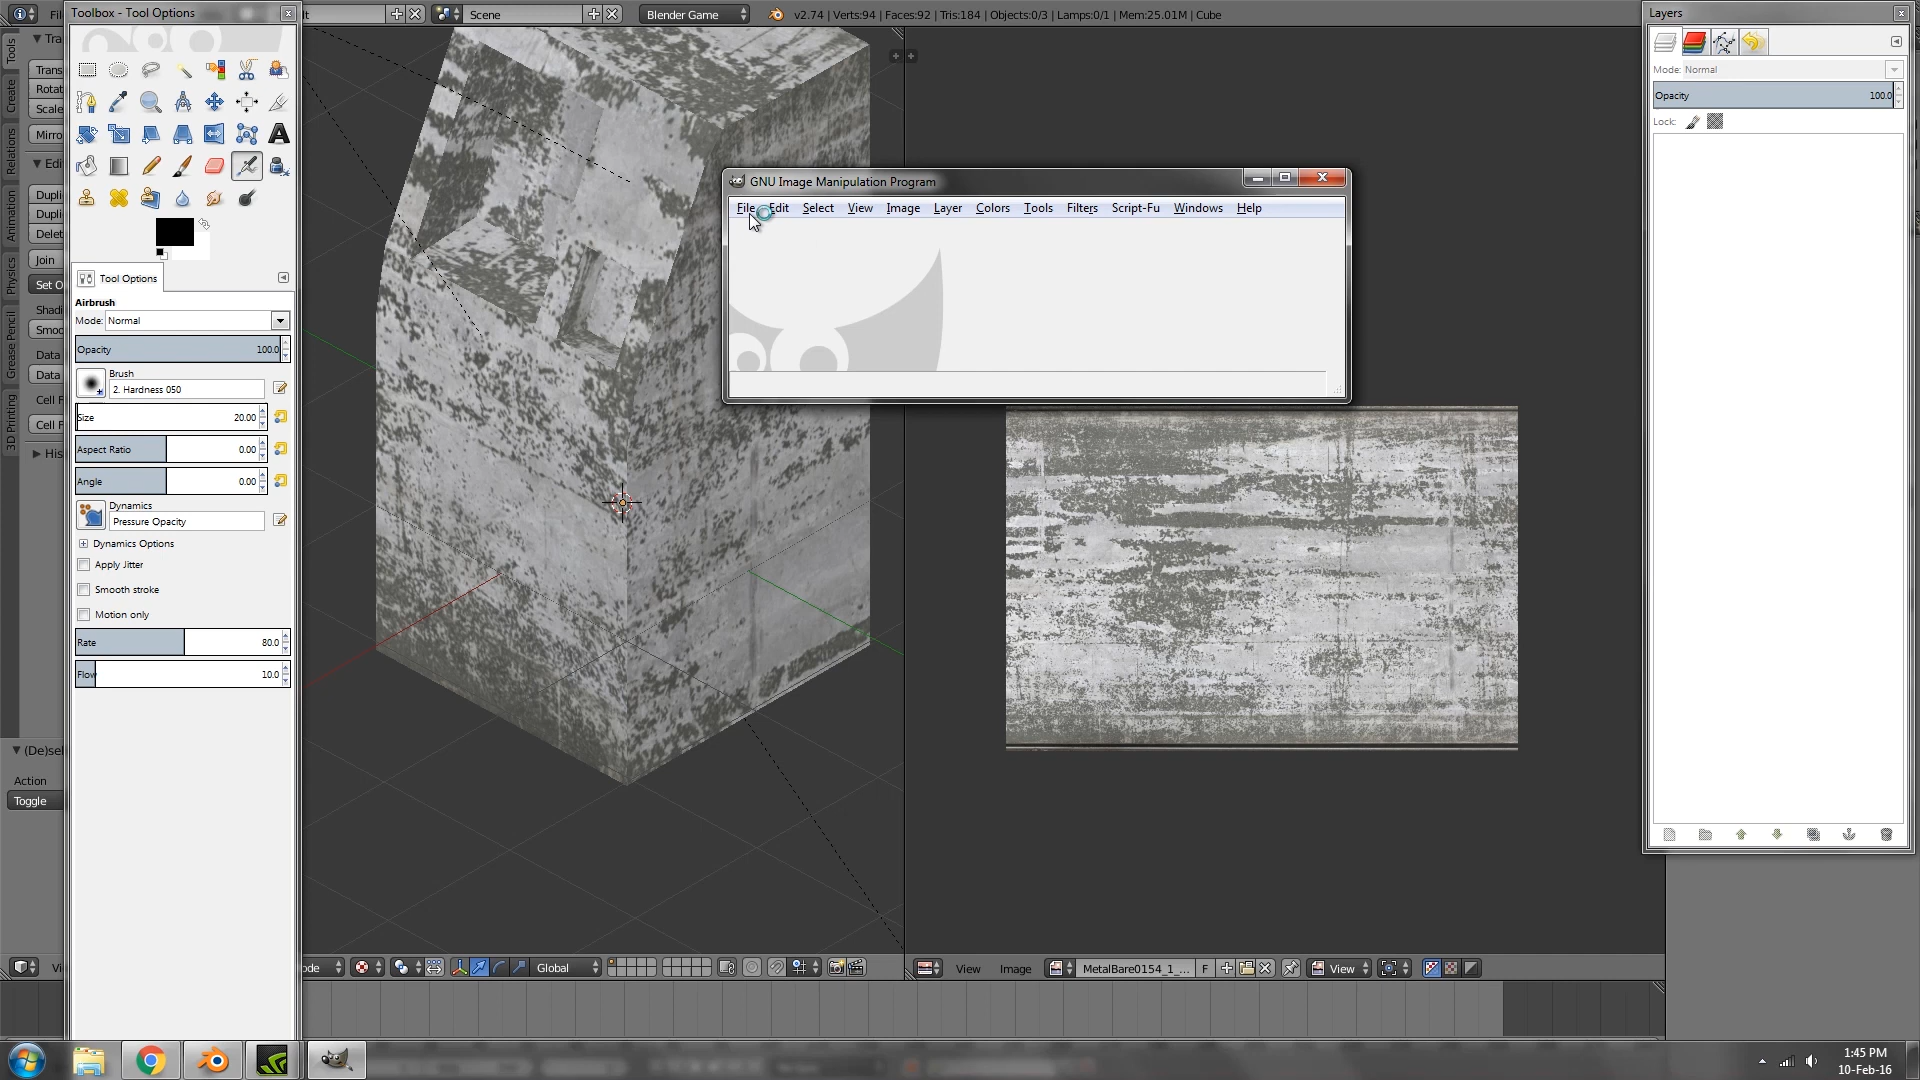 Toolbox - Tool Options
Scene
Blender Game
v2.74 | Verts:94 | Faces:92 | Tris:184 | Objects:0/3 | Lamps:0/1 | Mem:25.01M | Cube
Layers
Tools
Create
Relations
Animation
Physics
Grease Pencil
3D Printing
Tra
Trans
Rotat
Scale
Mirro
Edi
Dupli
Dupli
Delet
Join
Set O
Shadi
Smoo
Data
Data
Cell F
Cell F
His
(De)sel
Action
Toggle
Tool Options
Airbrush
Mode: Normal
Opacity 100.0
Brush
2. Hardness 050
Size 20.00
Aspect Ratio 0.00
Angle 0.00
Dynamics
Pressure Opacity
Dynamics Options
Apply Jitter
Smooth stroke
Motion only
Rate 80.0
Flow 10.0
GNU Image Manipulation Program
File Edit Select View Image Layer Colors Tools Filters Script-Fu Windows Help
Mode: Normal
Opacity 100.0
Lock:
Vi
ode
Global
View Image MetalBare0154_1_... F View
1:45 PM
10-Feb-16